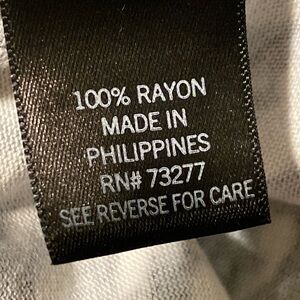 100% RAYON
MADE IN
PHILIPPINES
RN# 73277
SEE REVERSE FOR CARE